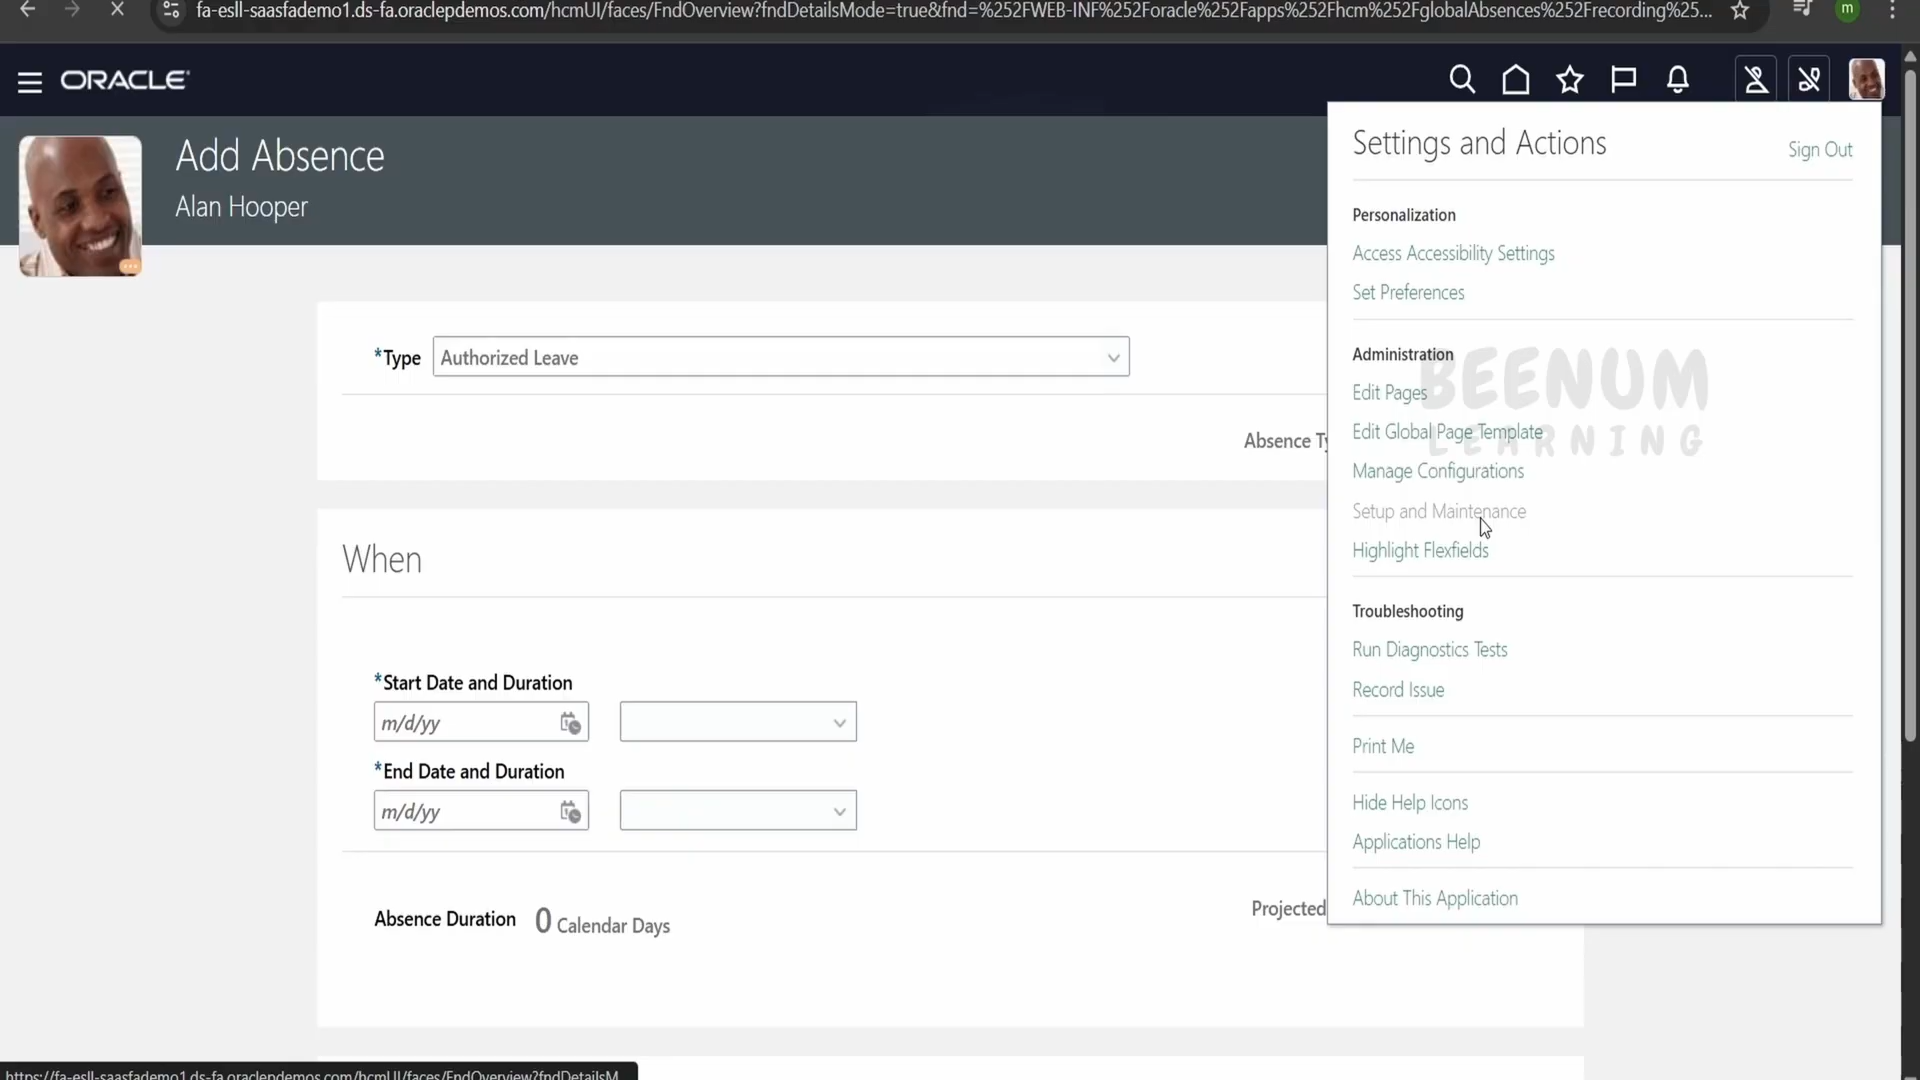 fa-esll-saasfademo1.ds-fa.oraclepdemos.com/hcmUI/faces/FndOverview?fndDetailsMode=true&fnd=%252FWEB-INF%252Foracle%252Fapps%252Fhcm%252FglobalAbsences%252Frecording%25...
m
ORACLE
Add Absence
Alan Hooper
*Type
Authorized Leave
Absence Ty
When
*Start Date and Duration
m/d/yy
*End Date and Duration
m/d/yy
Absence Duration 0 Calendar Days
Projected
Settings and Actions
Sign Out
Personalization
Access Accessibility Settings
Set Preferences
Administration
Edit Pages
Edit Global Page Template
Manage Configurations
Setup and Maintenance
Highlight Flexfields
Troubleshooting
Run Diagnostics Tests
Record Issue
Print Me
Hide Help Icons
Applications Help
About This Application
BEENUM
LEARNING
https://fa-esll-saasfademo1.ds-fa.oraclepdemos.com/hcmUI/faces/FndOverview?fndDetailsM...